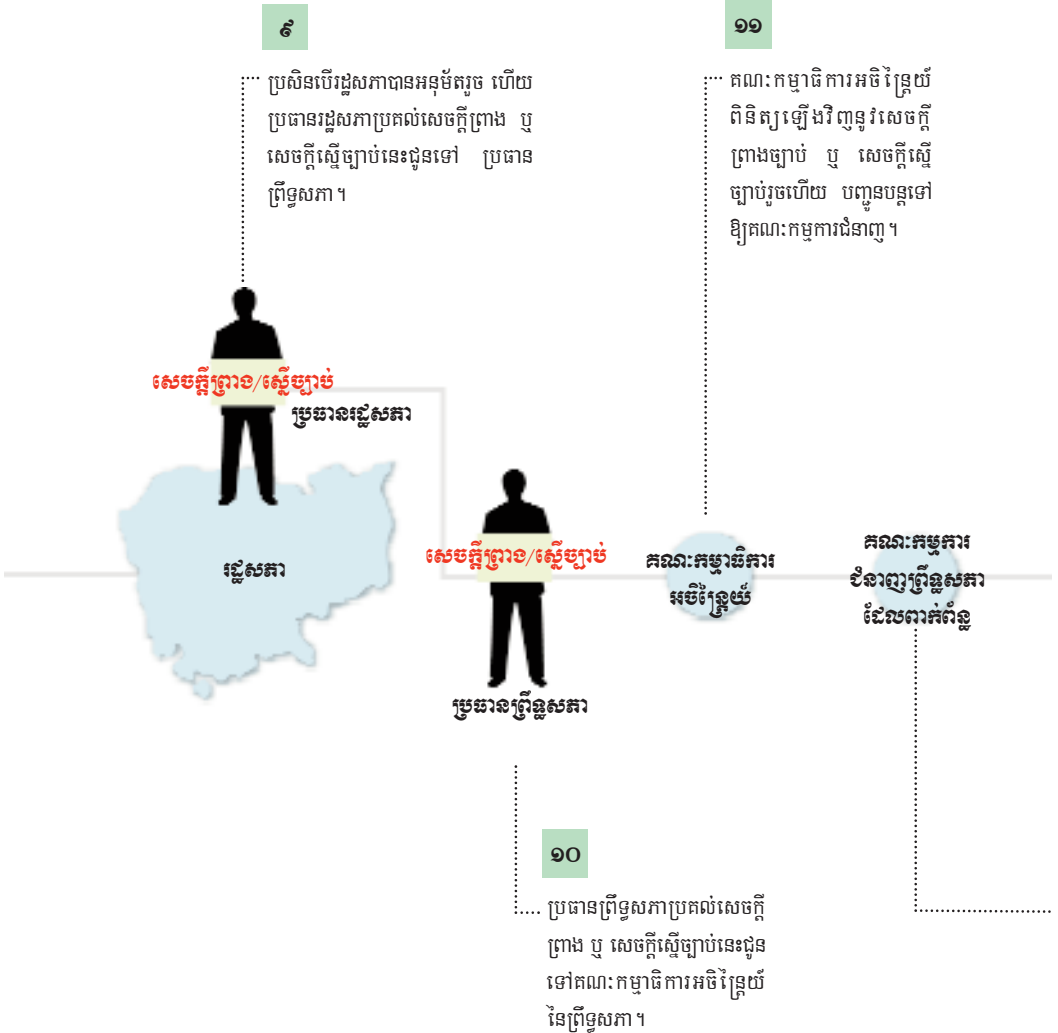 ៩
ប្រសិនបើរដ្ឋសភាបានអនុម័តរួច ហើយ
ប្រធានរដ្ឋសភាប្រគល់សេចក្តីព្រាង ឬ
សេចក្តីស្នើច្បាប់នេះជូនទៅ ប្រធាន
ព្រឹទ្ធសភា។
១១
គណៈកម្មាធិការអចិន្ត្រៃយ៍
ពិនិត្យឡើងវិញនូវសេចក្តី
ព្រាងច្បាប់ ឬ សេចក្តីស្នើ
ច្បាប់រួចហើយ បញ្ជូនបន្តទៅ
ឱ្យគណៈកម្មការជំនាញ។
សេចក្តីព្រាង/ស្នើច្បាប់
ប្រធានរដ្ឋសភា
រដ្ឋសភា
សេចក្តីព្រាង/ស្នើច្បាប់
ប្រធានព្រឹទ្ធសភា
គណៈកម្មាធិការ
អចិន្ត្រៃយ៍
គណៈកម្មការ
ជំនាញព្រឹទ្ធសភា
ដែលពាក់ព័ន្ធ
១០
ប្រធានព្រឹទ្ធសភាប្រគល់សេចក្តី
ព្រាង ឬ សេចក្តីស្នើច្បាប់នេះជូន
ទៅគណៈកម្មាធិការអចិន្ត្រៃយ៍
នៃព្រឹទ្ធសភា។